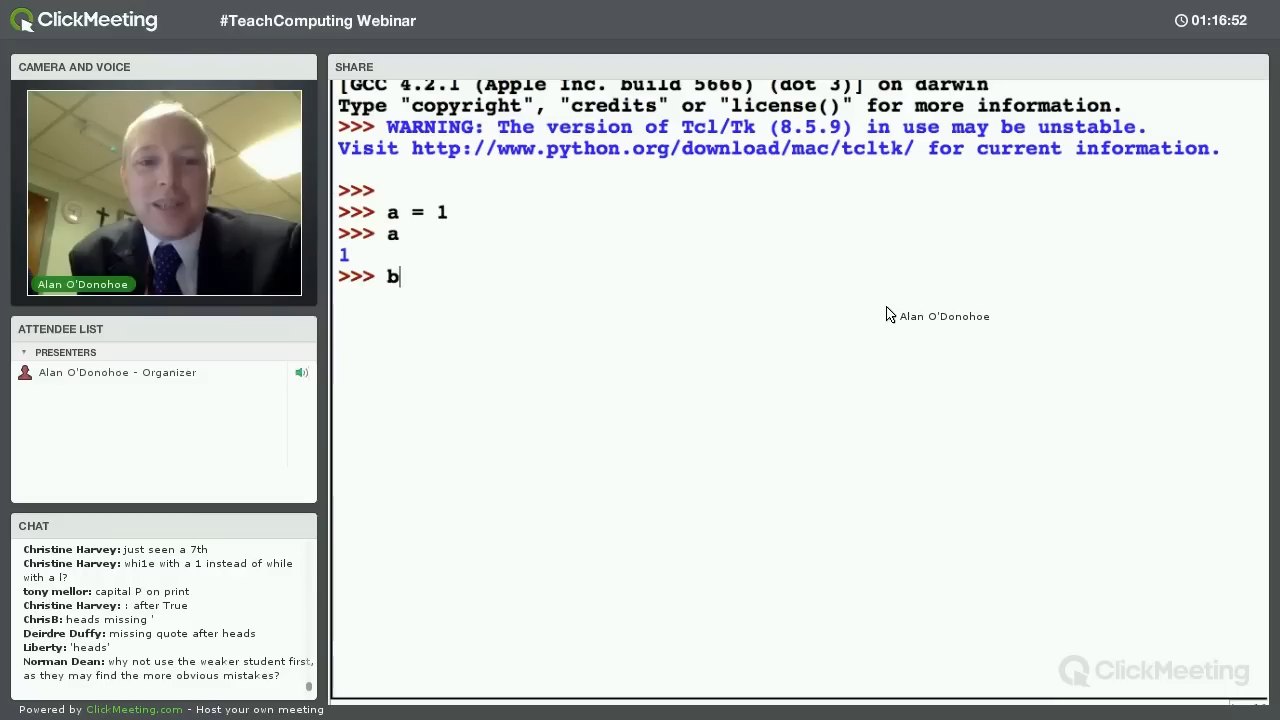 ClickMeeting
#TeachComputing Webinar
01:16:52
CAMERA AND VOICE
Alan O'Donohoe
ATTENDEE LIST
PRESENTERS
Alan O'Donohoe - Organizer
CHAT
Christine Harvey: just seen a 7th
Christine Harvey: whi1e with a 1 instead of while
with a l?
tony mellor: capital P on print
Christine Harvey: : after True
ChrisB: heads missing '
Deirdre Duffy: missing quote after heads
Liberty: 'heads'
Norman Dean: why not use the weaker student first,
as they may find the more obvious mistakes?
SHARE
[GCC 4.2.1 (Apple Inc. build 5666) (dot 3)] on darwin
Type "copyright", "credits" or "license()" for more information.
>>> WARNING: The version of Tcl/Tk (8.5.9) in use may be unstable.
Visit http://www.python.org/download/mac/tcltk/ for current information.
>>>
>>> a = 1
>>> a
1
>>> b
Alan O'Donohoe
ClickMeeting
Powered by ClickMeeting.com - Host your own meeting